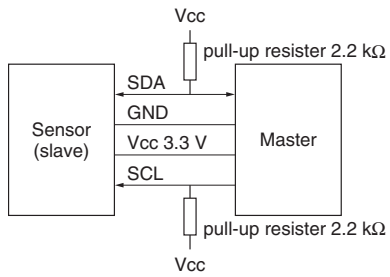 Vcc
pull-up resister 2.2 kΩ
SDA
GND
Sensor
(slave)
Vcc 3.3 V
Master
SCL
pull-up resister 2.2 kΩ
Vcc